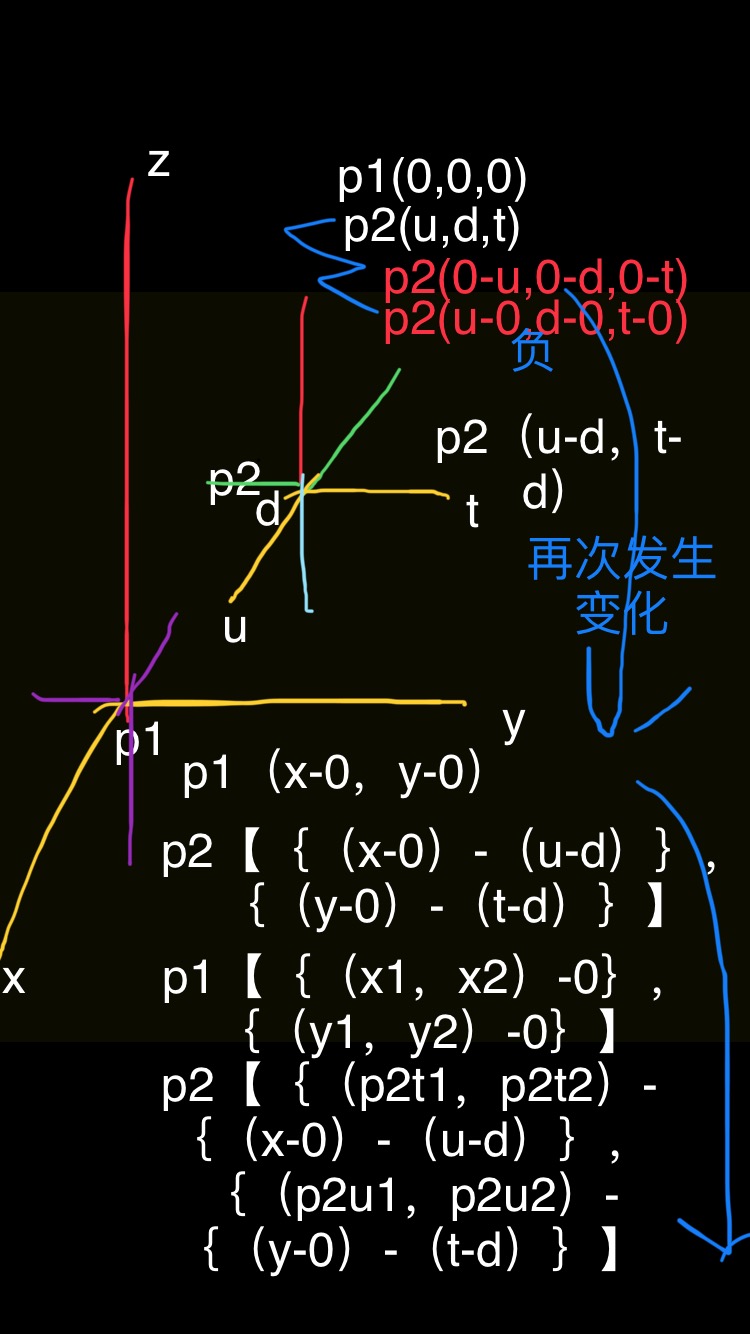 z
p1(0,0,0)
p2(u,d,t)
p2(0-u,0-d,0-t)
p2(u-0,d-0,t-0)
负
p2（u-d，t-
d）
p2
d
t
再次发生
变化
u
y
p1
p1（x-0，y-0）
p2【｛（x-0）-（u-d）｝，
｛（y-0）-（t-d）｝】
x
p1【｛（x1，x2）-0｝，
｛（y1，y2）-0｝】
p2【｛（p2t1，p2t2）-
｛（x-0）-（u-d）｝，
｛（p2u1，p2u2）-
｛（y-0）-（t-d）｝】